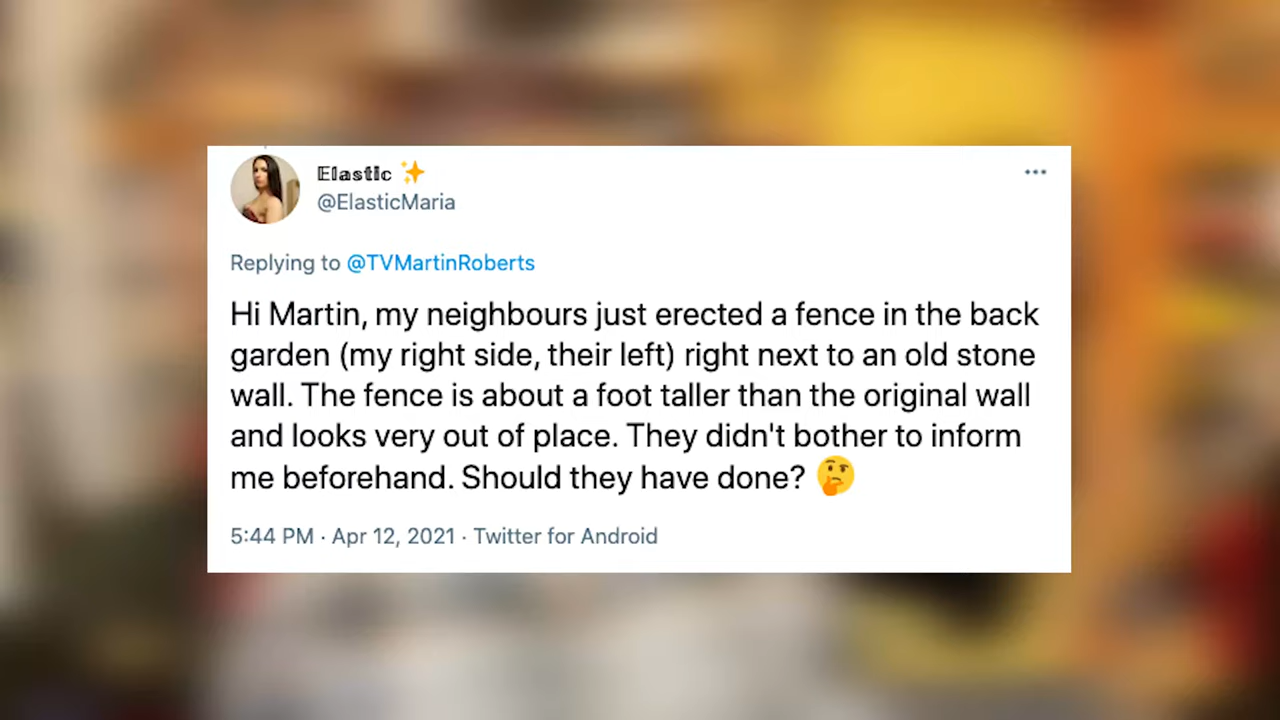 Elastic ✨
@ElasticMaria
Replying to @TVMartinRoberts
Hi Martin, my neighbours just erected a fence in the back
garden (my right side, their left) right next to an old stone
wall. The fence is about a foot taller than the original wall
and looks very out of place. They didn't bother to inform
me beforehand. Should they have done? 🤔
5:44 PM · Apr 12, 2021 · Twitter for Android